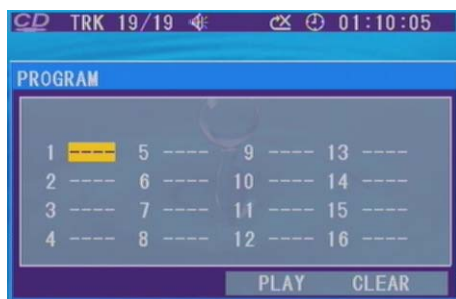 CD TRK 19/19 01:10:05
PROGRAM
1 ---- 5 ---- 9 ---- 13 ----
2 ---- 6 ---- 10 ---- 14 ----
3 ---- 7 ---- 11 ---- 15 ----
4 ---- 8 ---- 12 ---- 16 ----
PLAY CLEAR